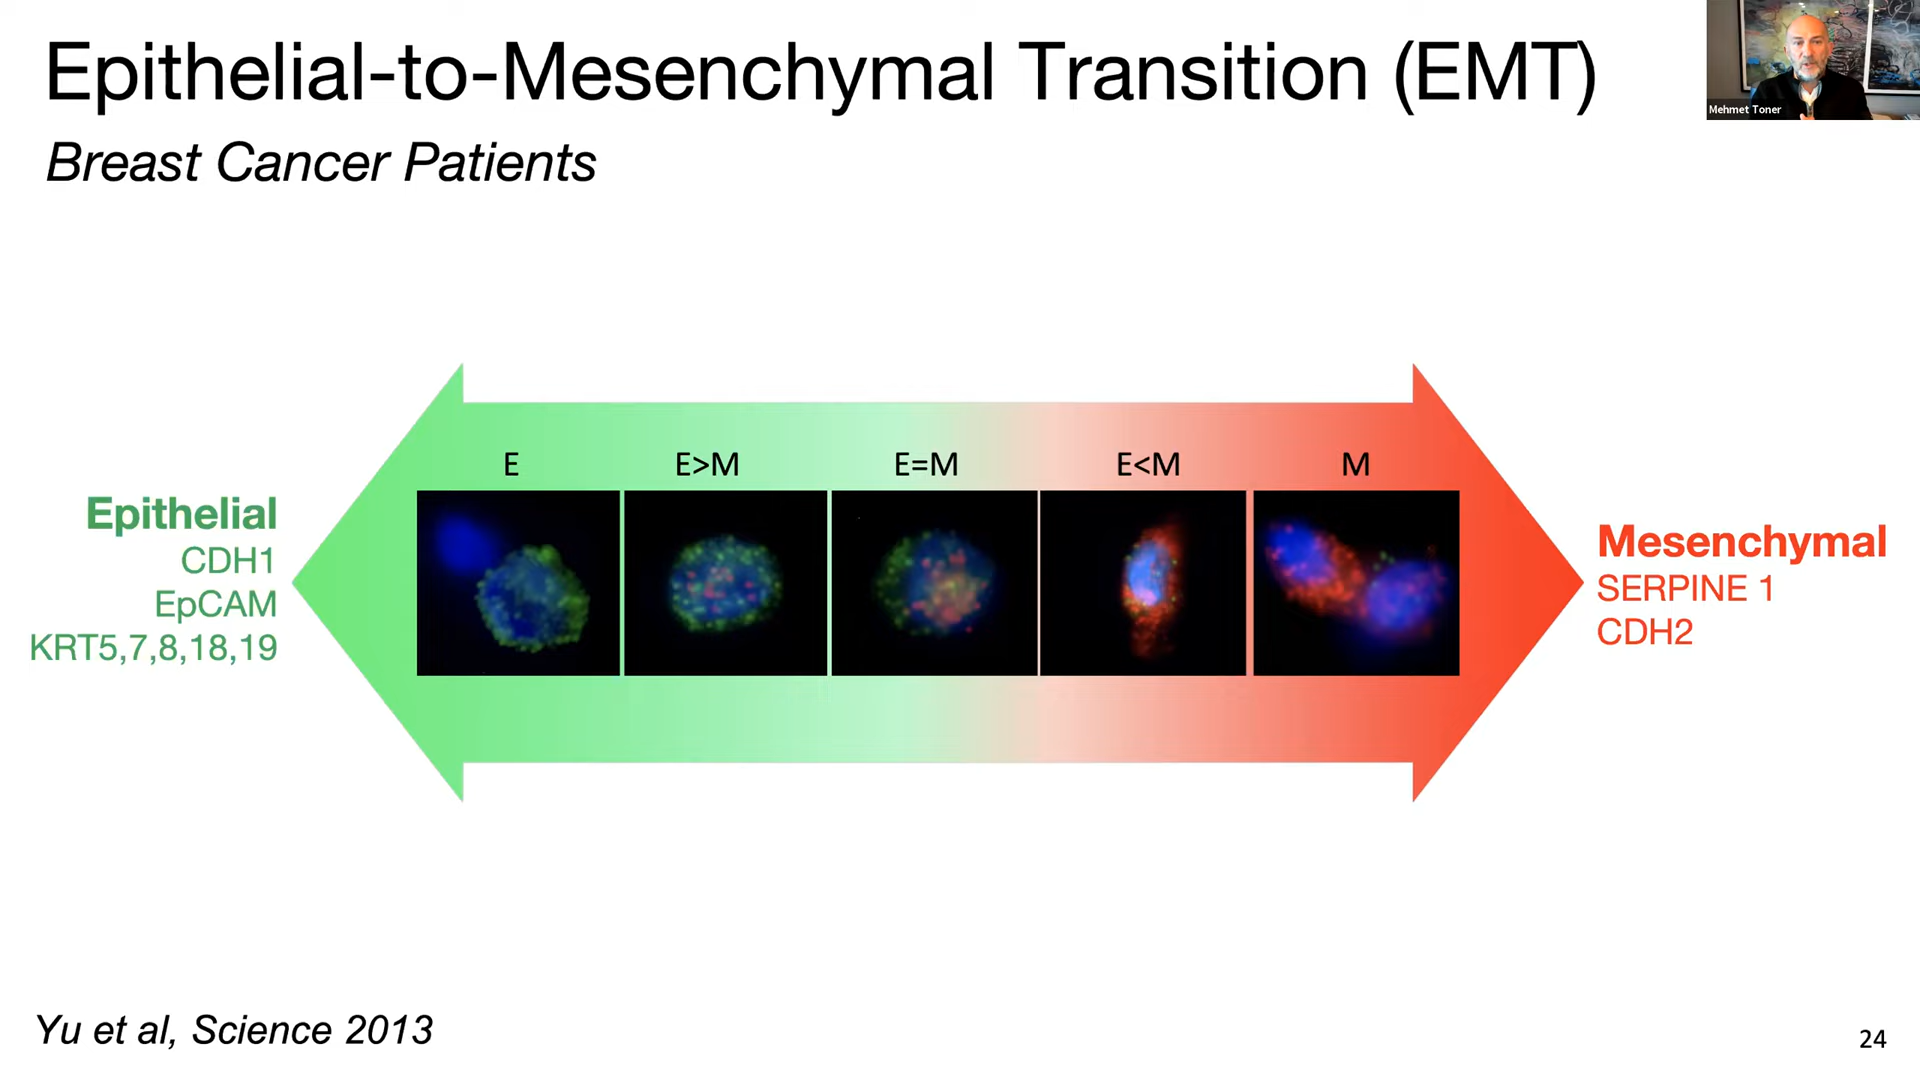 Epithelial-to-Mesenchymal Transition (EMT)
Breast Cancer Patients
Mehmet Toner
E
E>M
E=M
E<M
M
Epithelial
CDH1
EpCAM
KRT5,7,8,18,19
Mesenchymal
SERPINE 1
CDH2
Yu et al, Science 2013
24